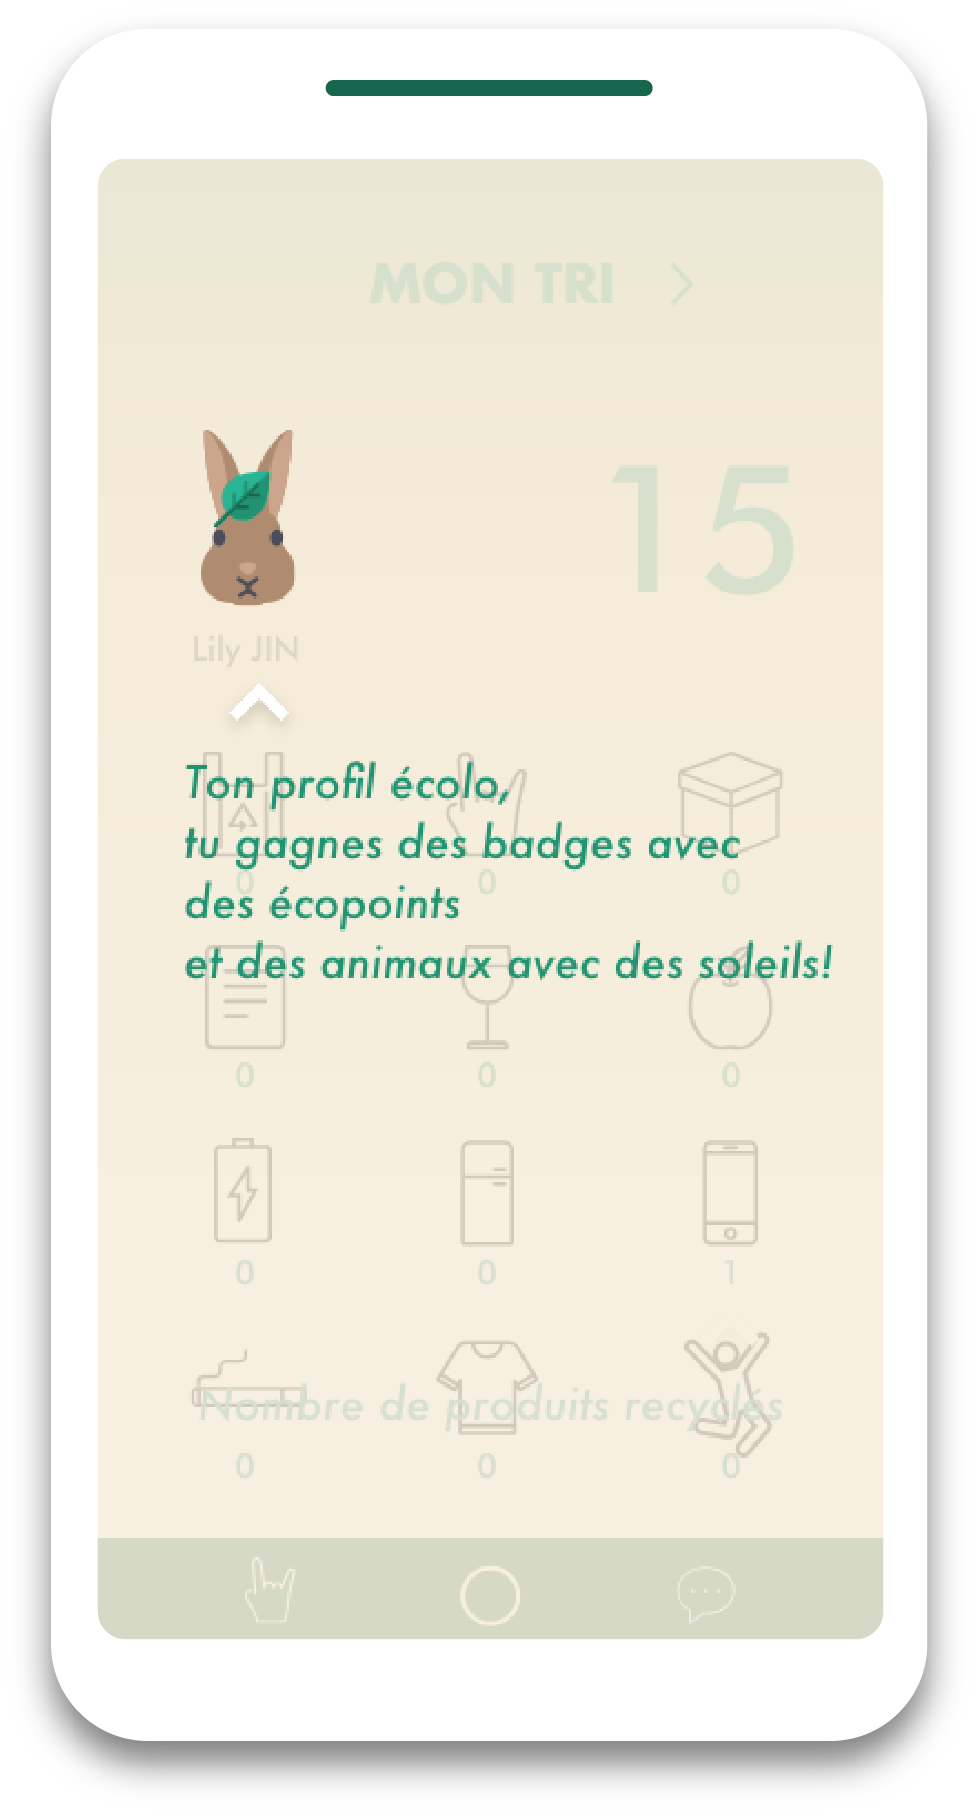 MON TRI >
15
Lily JIN
Ton profil écolo,
tu gagnes des badges avec
des écopoints
et des animaux avec des soleils!
0 0 0
0 0 0
0 0 1
Nombre de produits recyclés
0 0 0